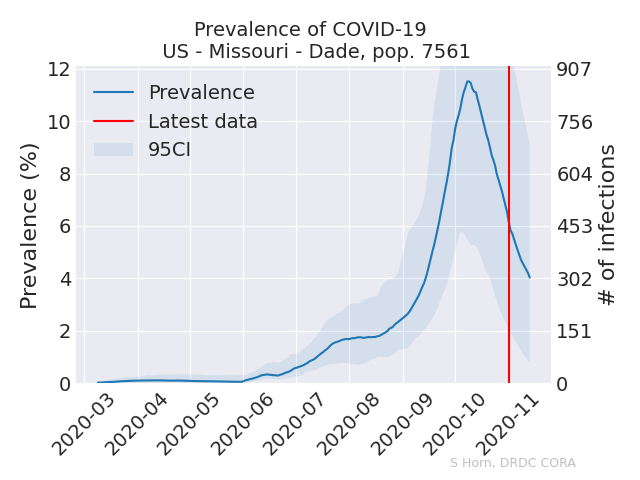 Prevalence of COVID-19
US - Missouri - Dade, pop. 7561
Prevalence (%)
12
10
8
6
4
2
0
Prevalence
Latest data
95CI
907
756
604
453
302
151
0
# of infections
2020-03
2020-04
2020-05
2020-06
2020-07
2020-08
2020-09
2020-10
2020-11
S Horn, DRDC CORA